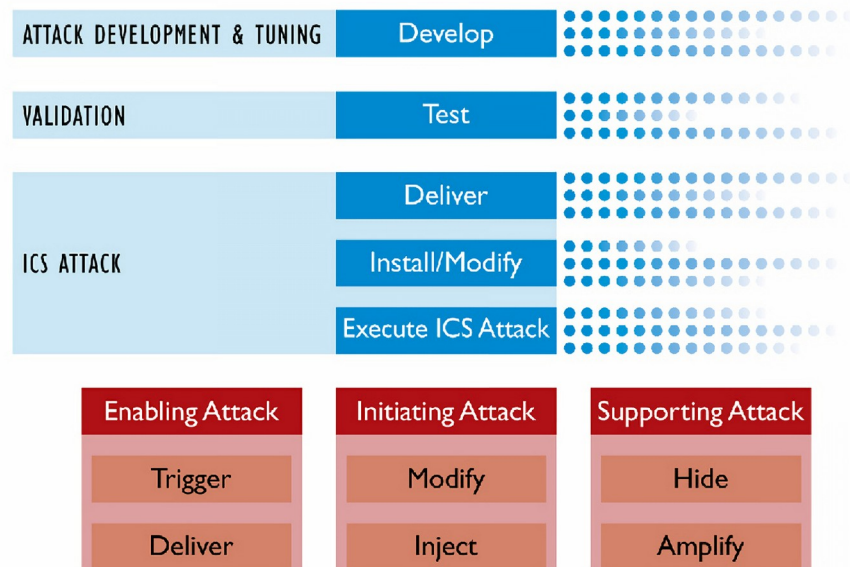 ATTACK DEVELOPMENT & TUNING
Develop
VALIDATION
Test
ICS ATTACK
Deliver
Install/Modify
Execute ICS Attack
Enabling Attack
Initiating Attack
Supporting Attack
Trigger
Modify
Hide
Deliver
Inject
Amplify